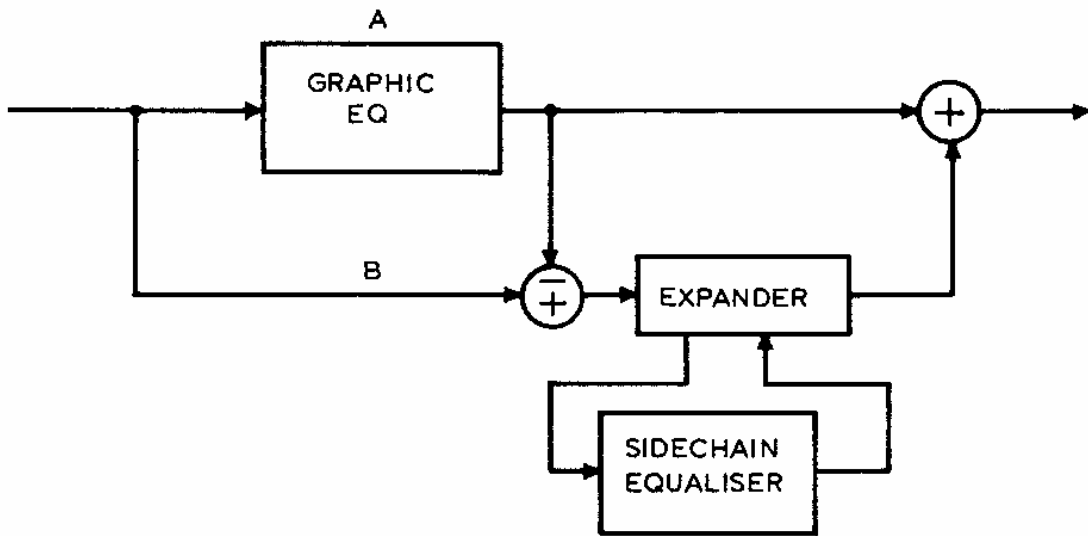 A
GRAPHIC
EQ
+
B
−
+
EXPANDER
SIDECHAIN
EQUALISER